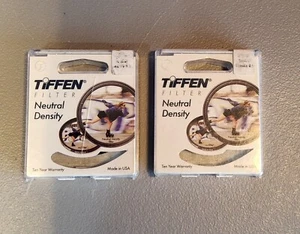 TIFFEN
FILTER
Neutral
Density
Ten Year Warranty
Made in USA
TIFFEN
FILTER
Neutral
Density
Ten Year Warranty
Made in USA